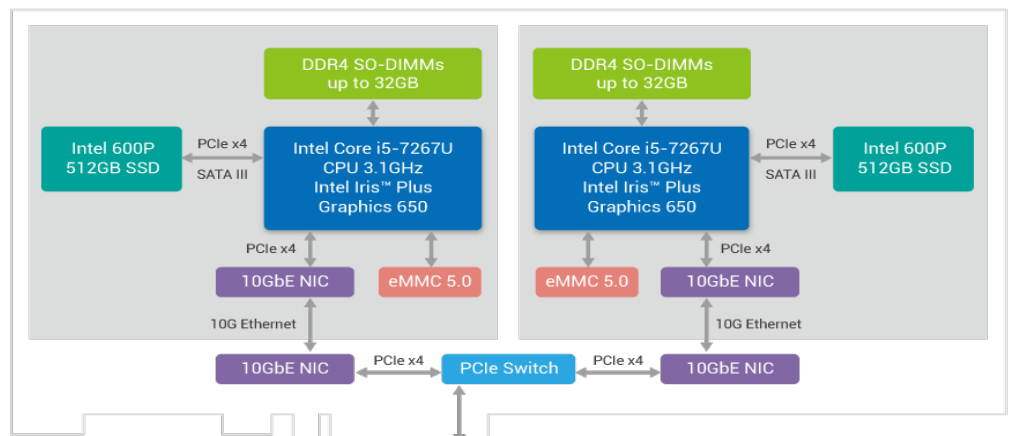 DDR4 SO-DIMMs
up to 32GB
DDR4 SO-DIMMs
up to 32GB
Intel 600P
512GB SSD
PCIe x4
SATA III
Intel Core i5-7267U
CPU 3.1GHz
Intel Iris™ Plus
Graphics 650
Intel Core i5-7267U
CPU 3.1GHz
Intel Iris™ Plus
Graphics 650
PCIe x4
SATA III
Intel 600P
512GB SSD
PCIe x4
PCIe x4
10GbE NIC
eMMC 5.0
eMMC 5.0
10GbE NIC
10G Ethernet
10G Ethernet
10GbE NIC
PCIe x4
PCIe Switch
PCIe x4
10GbE NIC